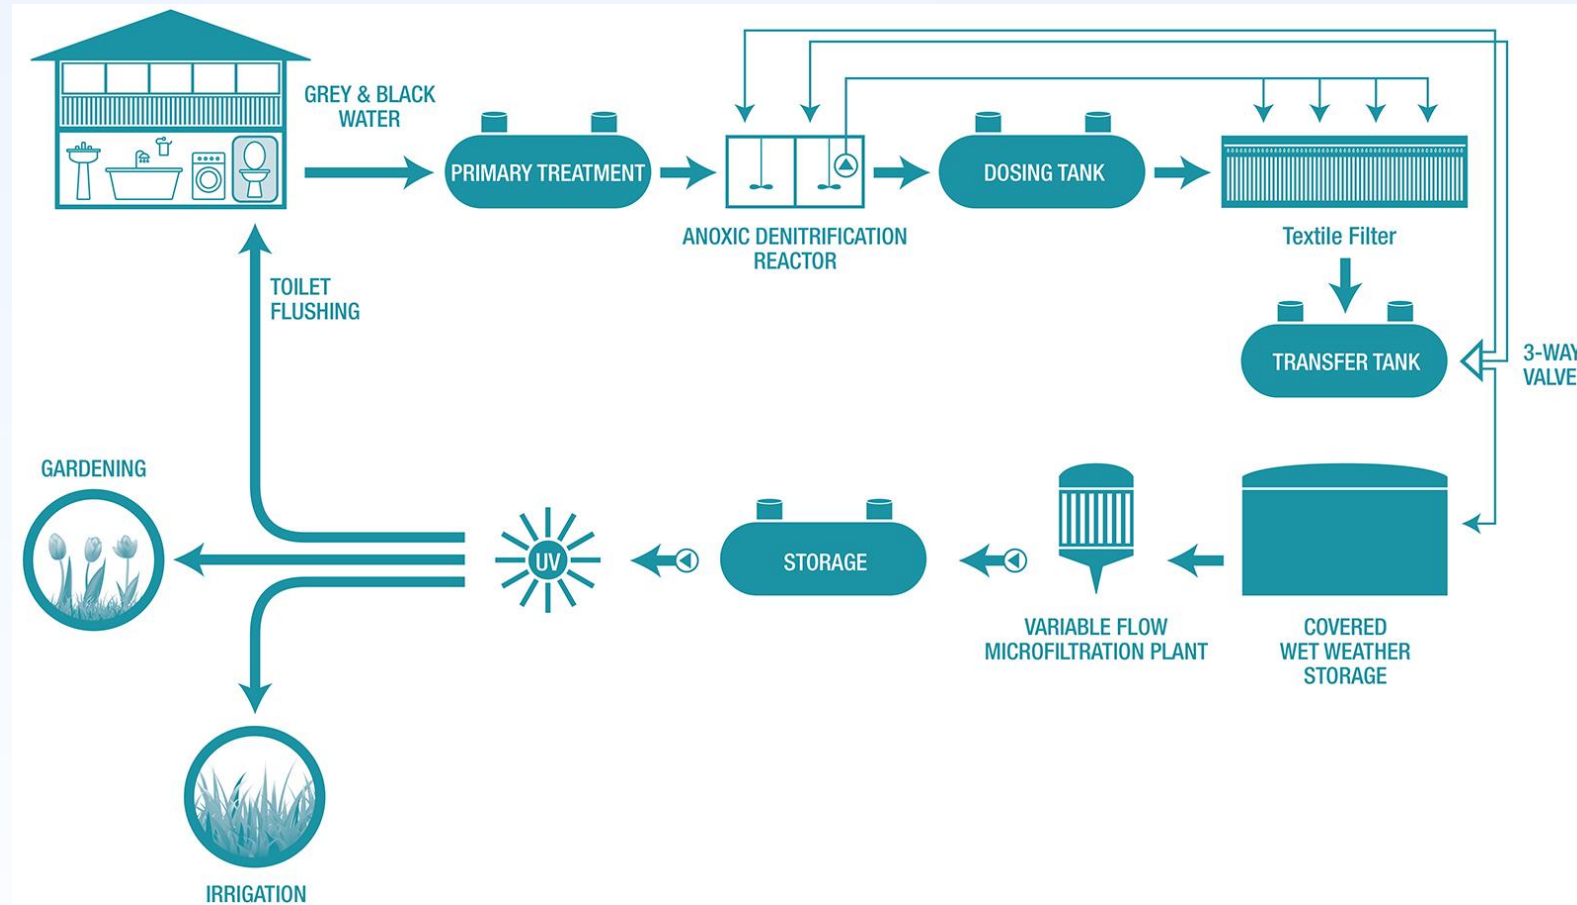 GREY & BLACK
WATER
PRIMARY TREATMENT
ANOXIC DENITRIFICATION
REACTOR
DOSING TANK
Textile Filter
TOILET
FLUSHING
TRANSFER TANK
3-WAY
VALVE
GARDENING
UV
STORAGE
VARIABLE FLOW
MICROFILTRATION PLANT
COVERED
WET WEATHER
STORAGE
IRRIGATION